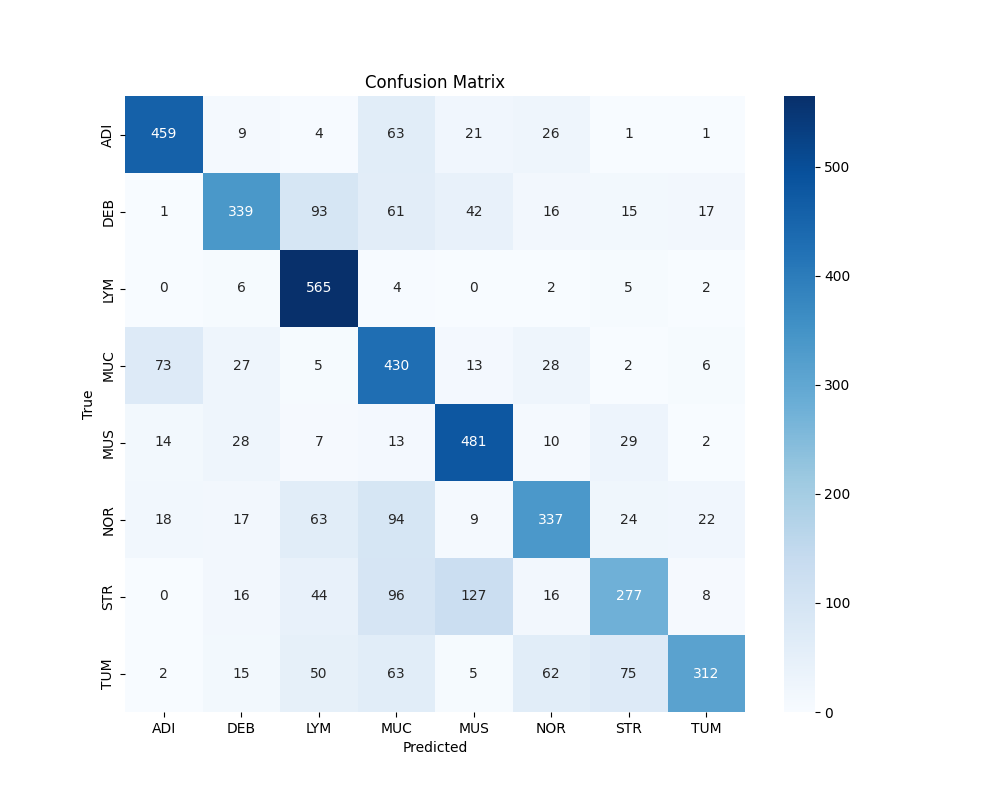 Confusion Matrix
ADI 459 9 4 63 21 26 1 1
DEB 1 339 93 61 42 16 15 17
LYM 0 6 565 4 0 2 5 2
MUC 73 27 5 430 13 28 2 6
MUS 14 28 7 13 481 10 29 2
NOR 18 17 63 94 9 337 24 22
STR 0 16 44 96 127 16 277 8
TUM 2 15 50 63 5 62 75 312
True
ADI DEB LYM MUC MUS NOR STR TUM
Predicted
500
400
300
200
100
0